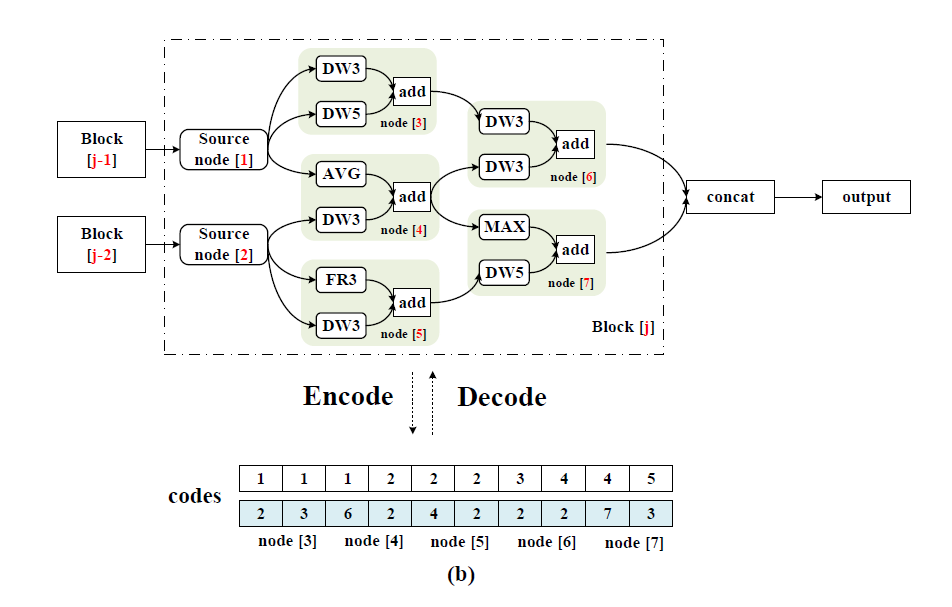 Block
[j-1]
Source
node [1]
DW3
DW5
add
node [3]
AVG
DW3
add
node [4]
Block
[j-2]
Source
node [2]
FR3
DW3
add
node [5]
DW3
DW3
add
node [6]
MAX
DW5
add
node [7]
Block [j]
concat
output
Encode
Decode
codes
1 1 1 2 2 2 3 4 4 5
2 3 6 2 4 2 2 2 7 3
node [3] node [4] node [5] node [6] node [7]
(b)